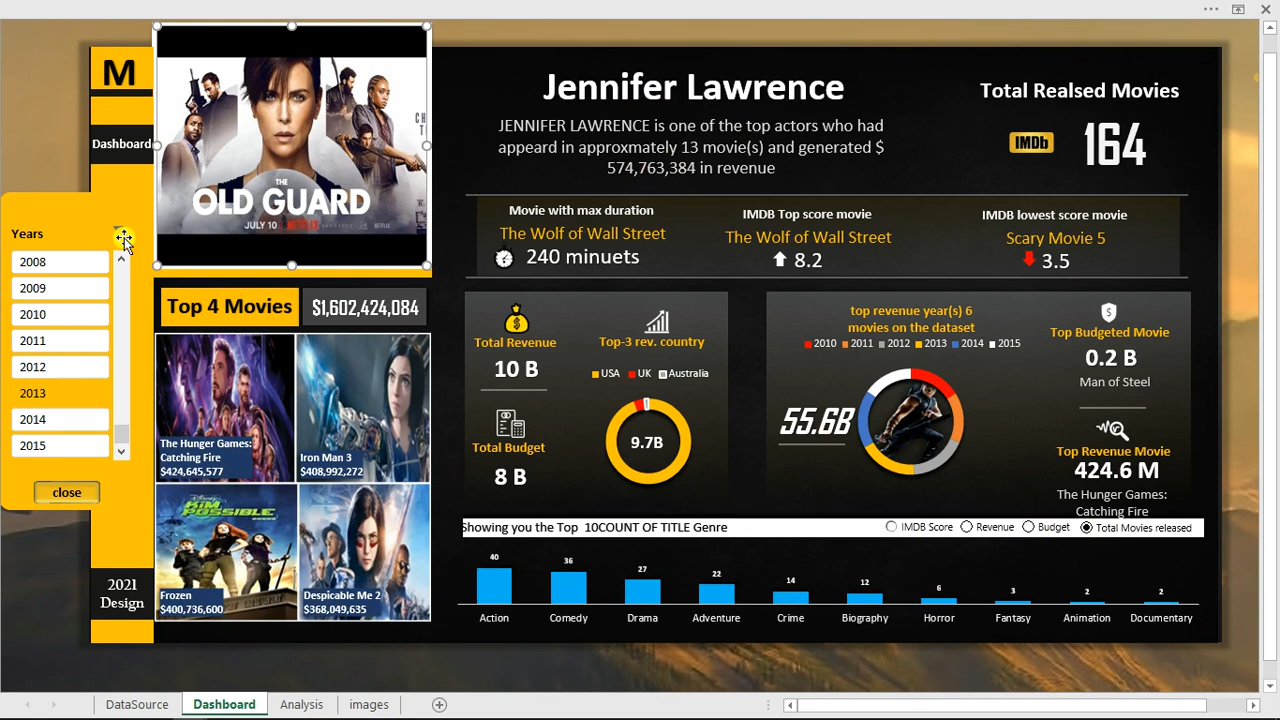 M
Dashboard
Years
2008
2009
2010
2011
2012
2013
2014
2015
close
2021
Design
THE
OLD GUARD
JULY 10
NETFLIX
Jennifer Lawrence
JENNIFER LAWRENCE is one of the top actors who had
appeard in approxmately 13 movie(s) and generated $
574,763,384 in revenue
Total Realsed Movies
IMDb
164
Movie with max duration
The Wolf of Wall Street
240 minuets
IMDB Top score movie
The Wolf of Wall Street
8.2
IMDB lowest score movie
Scary Movie 5
3.5
Top 4 Movies
$1,602,424,084
The Hunger Games:
Catching Fire
$424,645,577
Iron Man 3
$408,992,272
KIM
POSSIBLE
Frozen
$400,736,600
Despicable Me 2
$368,049,635
Total Revenue
10 B
Total Budget
8 B
Top-3 rev. country
USA UK Australia
9.7B
top revenue year(s) 6
movies on the dataset
2010 2011 2012 2013 2014 2015
55.6B
Top Budgeted Movie
0.2 B
Man of Steel
Top Revenue Movie
424.6 M
The Hunger Games:
Catching Fire
Showing you the Top 10COUNT OF TITLE Genre
IMDB Score Revenue Budget Total Movies released
40 36 27 22 14 12 6 3 2 2
Action Comedy Drama Adventure Crime Biography Horror Fantasy Animation Documentary
DataSource Dashboard Analysis images